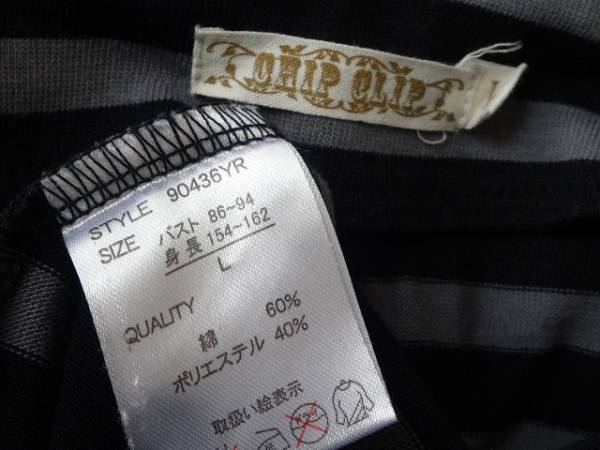 CHIP CLIP
L
STYLE 90436YR
SIZE バスト 86~94
身長 154~162
L
QUALITY
綿 60%
ポリエステル 40%
取扱い絵表示